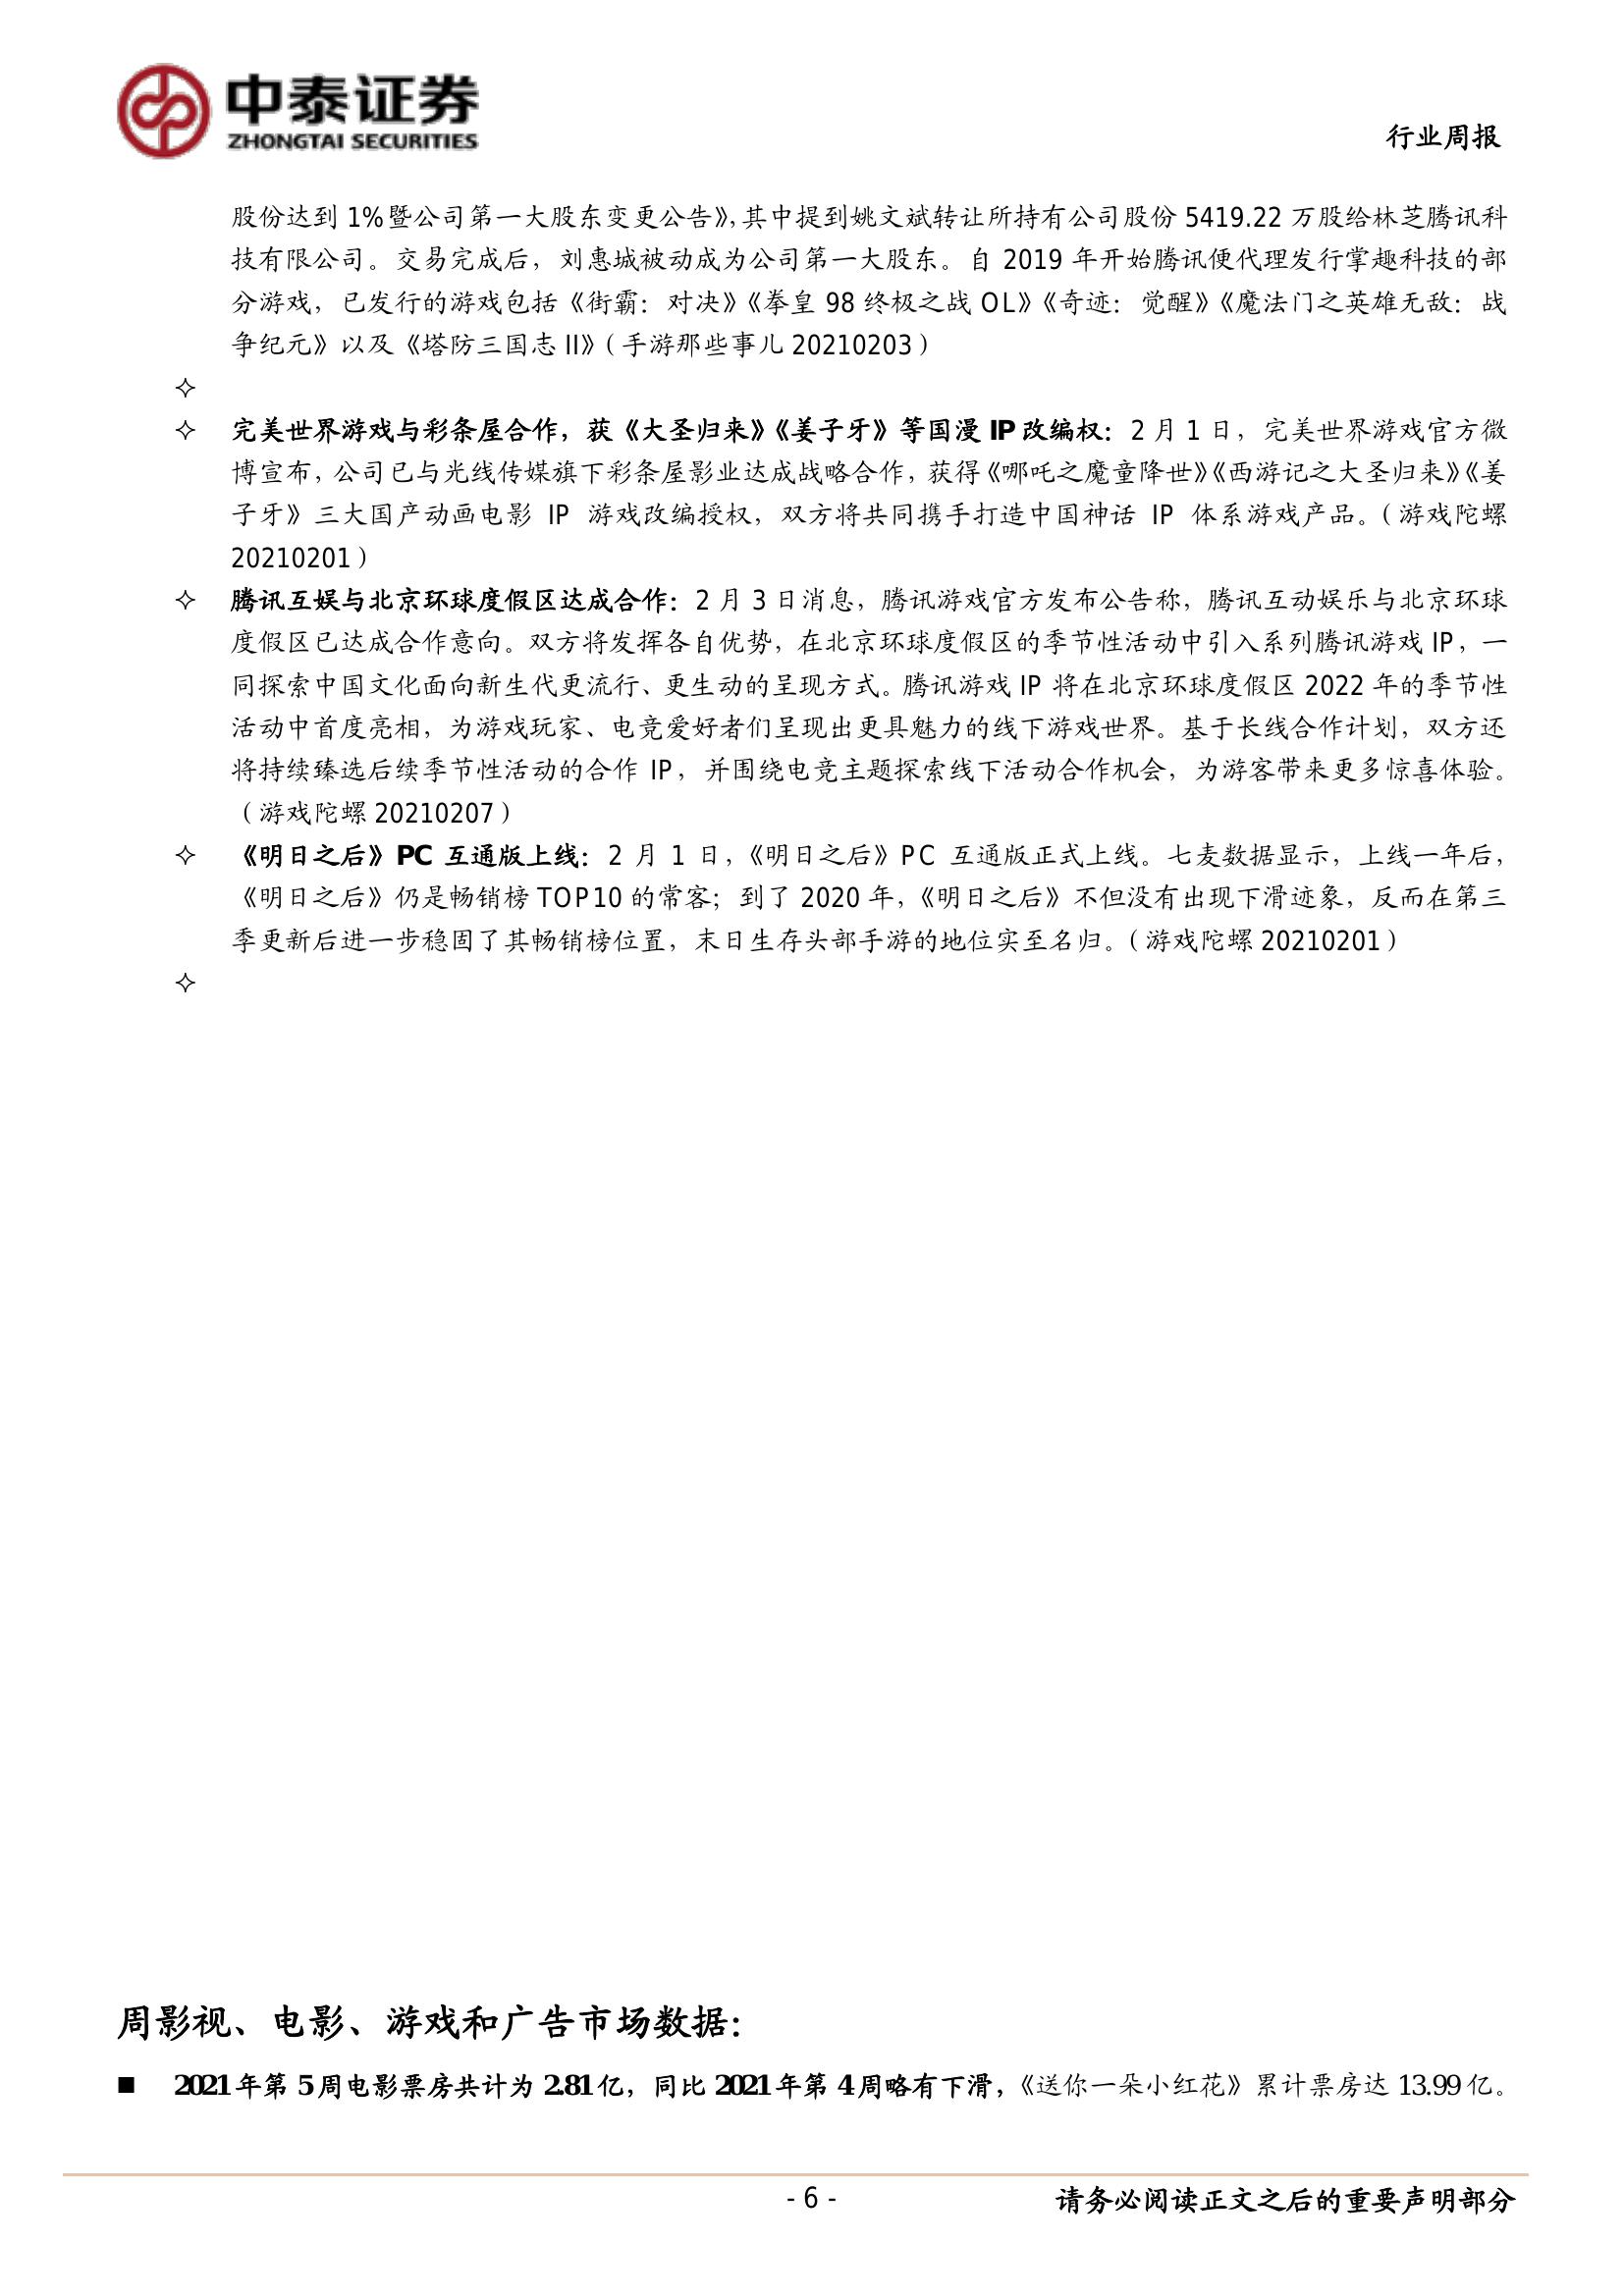 中泰证券
ZHONGTAI SECURITIES
行业周报
股份达到 1%暨公司第一大股东变更公告》，其中提到姚文斌转让所持有公司股份 5419.22 万股给林芝腾讯科
技有限公司。交易完成后，刘惠城被动成为公司第一大股东。自 2019 年开始腾讯便代理发行掌趣科技的部
分游戏，已发行的游戏包括《街霸：对决》《拳皇 98 终极之战 OL》《奇迹：觉醒》《魔法门之英雄无敌：战
争纪元》以及《塔防三国志 II》（手游那些事儿 20210203）
✧
✧ 完美世界游戏与彩条屋合作，获《大圣归来》《姜子牙》等国漫 IP 改编权：2 月 1 日，完美世界游戏官方微
博宣布，公司已与光线传媒旗下彩条屋影业达成战略合作，获得《哪吒之魔童降世》《西游记之大圣归来》《姜
子牙》三大国产动画电影 IP 游戏改编授权，双方将共同携手打造中国神话 IP 体系游戏产品。（游戏陀螺
20210201）
✧ 腾讯互娱与北京环球度假区达成合作：2 月 3 日消息，腾讯游戏官方发布公告称，腾讯互动娱乐与北京环球
度假区已达成合作意向。双方将发挥各自优势，在北京环球度假区的季节性活动中引入系列腾讯游戏 IP，一
同探索中国文化面向新生代更流行、更生动的呈现方式。腾讯游戏 IP 将在北京环球度假区 2022 年的季节性
活动中首度亮相，为游戏玩家、电竞爱好者们呈现出更具魅力的线下游戏世界。基于长线合作计划，双方还
将持续臻选后续季节性活动的合作 IP，并围绕电竞主题探索线下活动合作机会，为游客带来更多惊喜体验。
（游戏陀螺 20210207）
✧ 《明日之后》PC 互通版上线：2 月 1 日，《明日之后》PC 互通版正式上线。七麦数据显示，上线一年后，
《明日之后》仍是畅销榜 TOP10 的常客；到了 2020 年，《明日之后》不但没有出现下滑迹象，反而在第三
季更新后进一步稳固了其畅销榜位置，末日生存头部手游的地位实至名归。（游戏陀螺 20210201）
✧
周影视、电影、游戏和广告市场数据：
■ 2021 年第 5 周电影票房共计为 2.81 亿，同比 2021 年第 4 周略有下滑，《送你一朵小红花》累计票房达 13.99 亿。
- 6 -
请务必阅读正文之后的重要声明部分